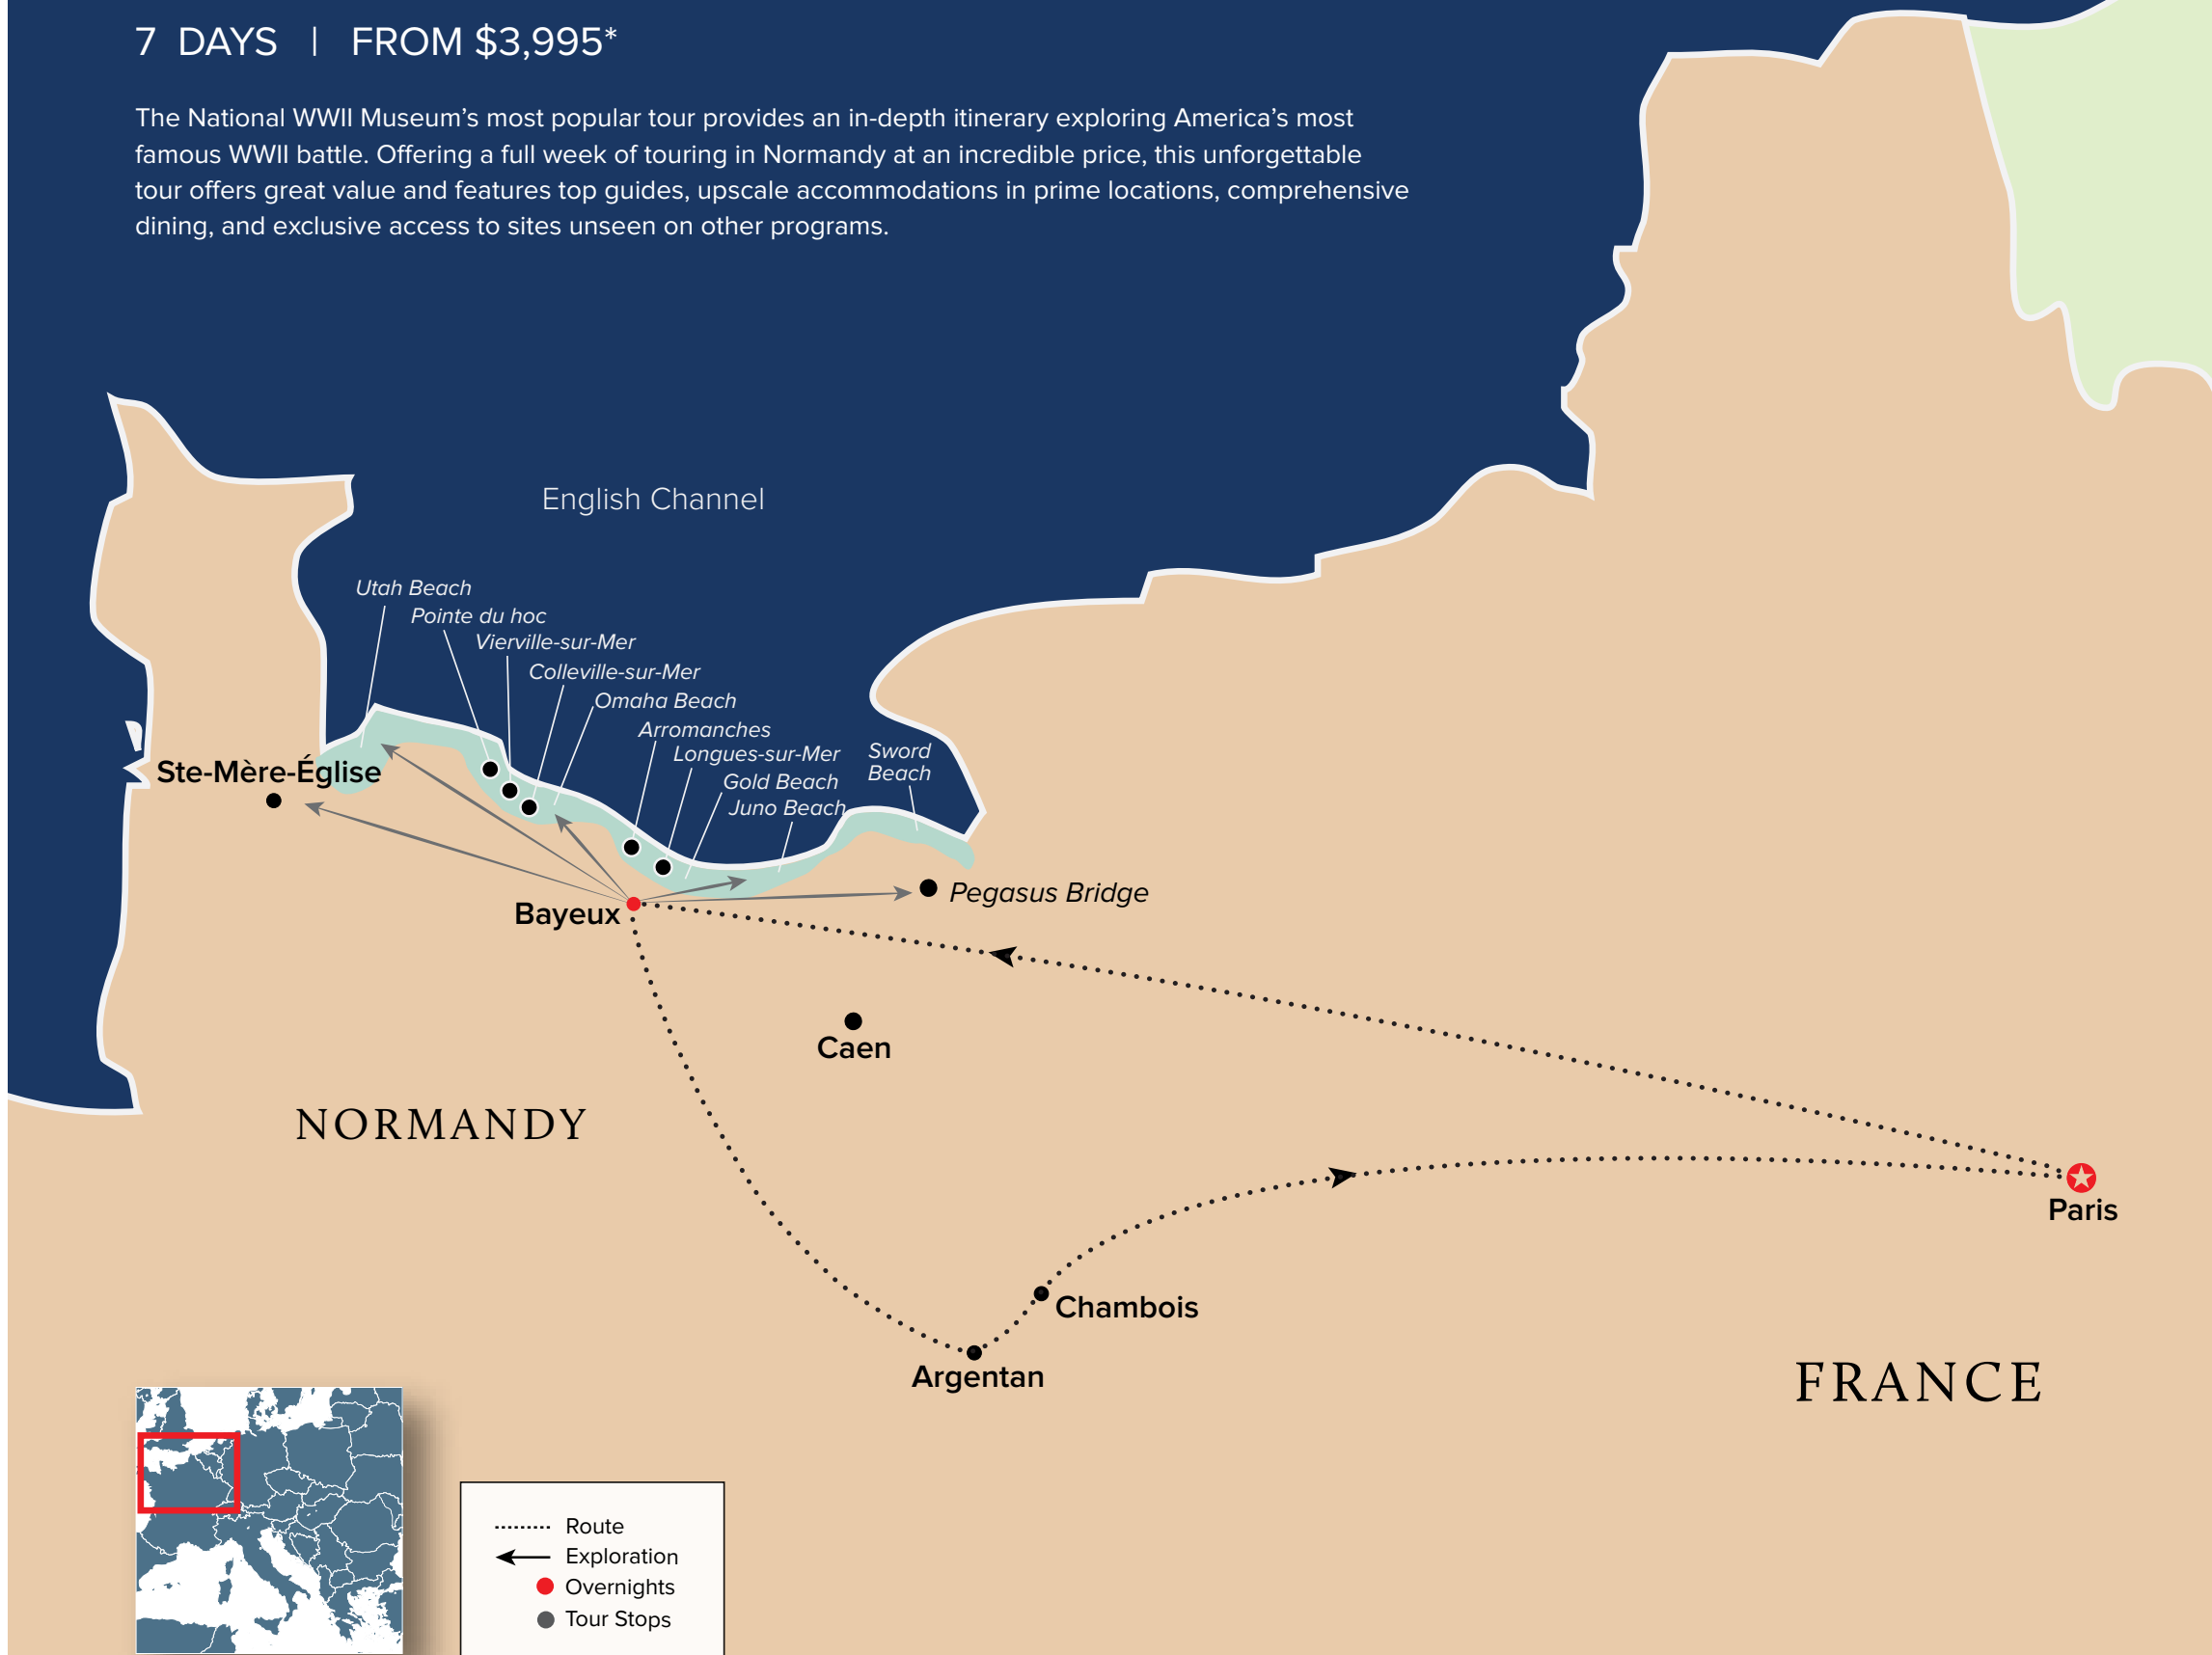 7 DAYS | FROM $3,995*
The National WWII Museum’s most popular tour provides an in-depth itinerary exploring America’s most
famous WWII battle. Offering a full week of touring in Normandy at an incredible price, this unforgettable
tour offers great value and features top guides, upscale accommodations in prime locations, comprehensive
dining, and exclusive access to sites unseen on other programs.
English Channel
Utah Beach
Pointe du hoc
Vierville-sur-Mer
Colleville-sur-Mer
Omaha Beach
Arromanches
Longues-sur-Mer
Sword
Beach
Gold Beach
Juno Beach
Ste-Mère-Église
Pegasus Bridge
Bayeux
Caen
NORMANDY
Paris
Chambois
Argentan
FRANCE
Route
Exploration
Overnights
Tour Stops